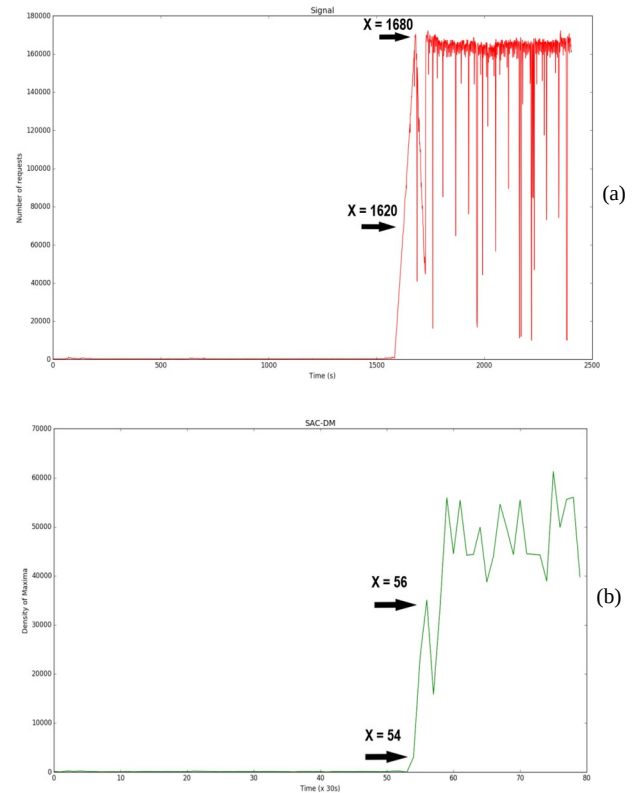 Signal
180000
160000
140000
120000
100000
80000
60000
40000
20000
0
Number of requests
X = 1680
X = 1620
0 500 1000 1500 2000 2500
Time (s)
(a)
SAC-DM
70000
60000
50000
40000
30000
20000
10000
0
Density of Maxima
X = 56
X = 54
0 10 20 30 40 50 60 70 80
Time (x 30s)
(b)